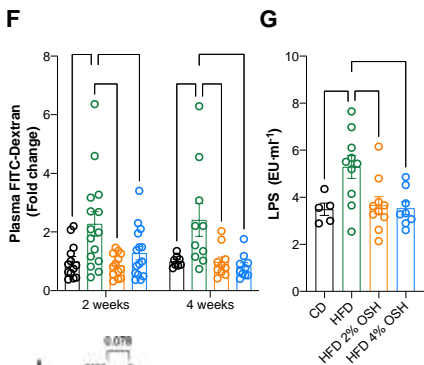 F
Plasma FITC-Dextran
(Fold change)
8
6
4
2
0
2 weeks
4 weeks
G
LPS (EU·ml-1)
10
8
6
4
2
0
CD
HFD
HFD 2% OSH
HFD 4% OSH
0.078